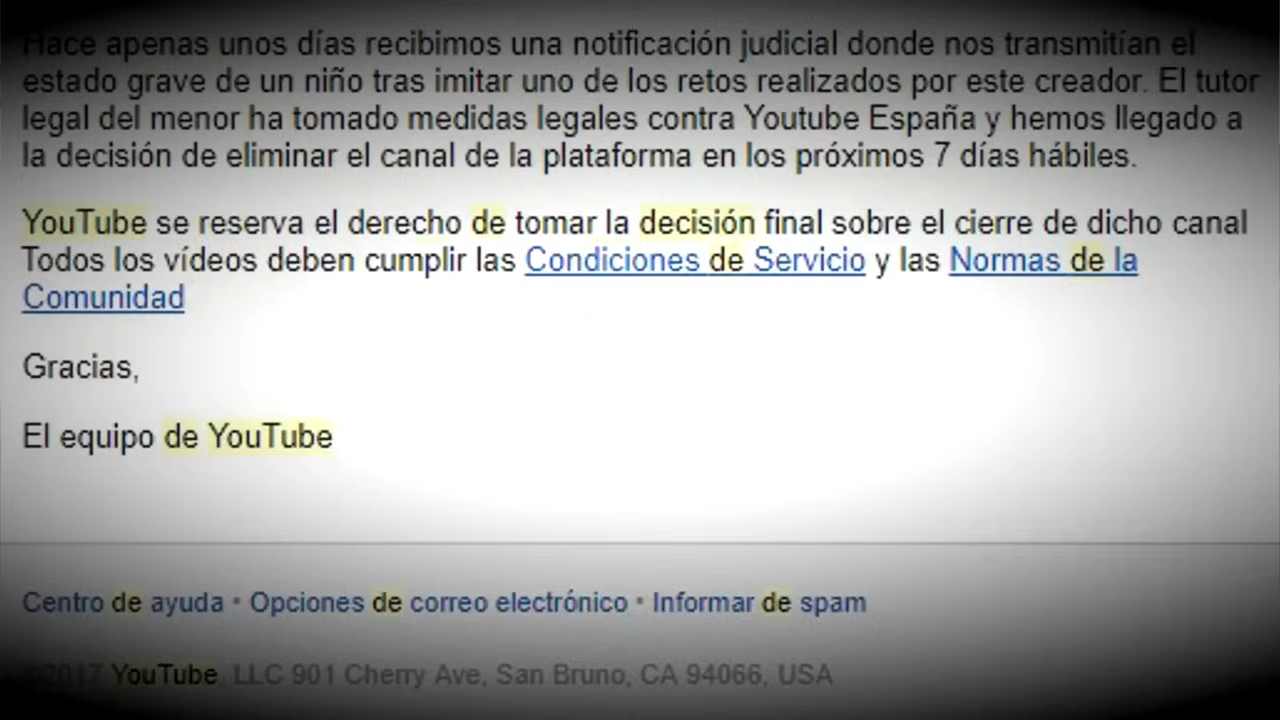 Hace apenas unos días recibimos una notificación judicial donde nos transmitían el
estado grave de un niño tras imitar uno de los retos realizados por este creador. El tutor
legal del menor ha tomado medidas legales contra Youtube España y hemos llegado a
la decisión de eliminar el canal de la plataforma en los próximos 7 días hábiles.
YouTube se reserva el derecho de tomar la decisión final sobre el cierre de dicho canal
Todos los vídeos deben cumplir las Condiciones de Servicio y las Normas de la
Comunidad
Gracias,
El equipo de YouTube
Centro de ayuda • Opciones de correo electrónico • Informar de spam
©2017 YouTube, LLC 901 Cherry Ave, San Bruno, CA 94066, USA